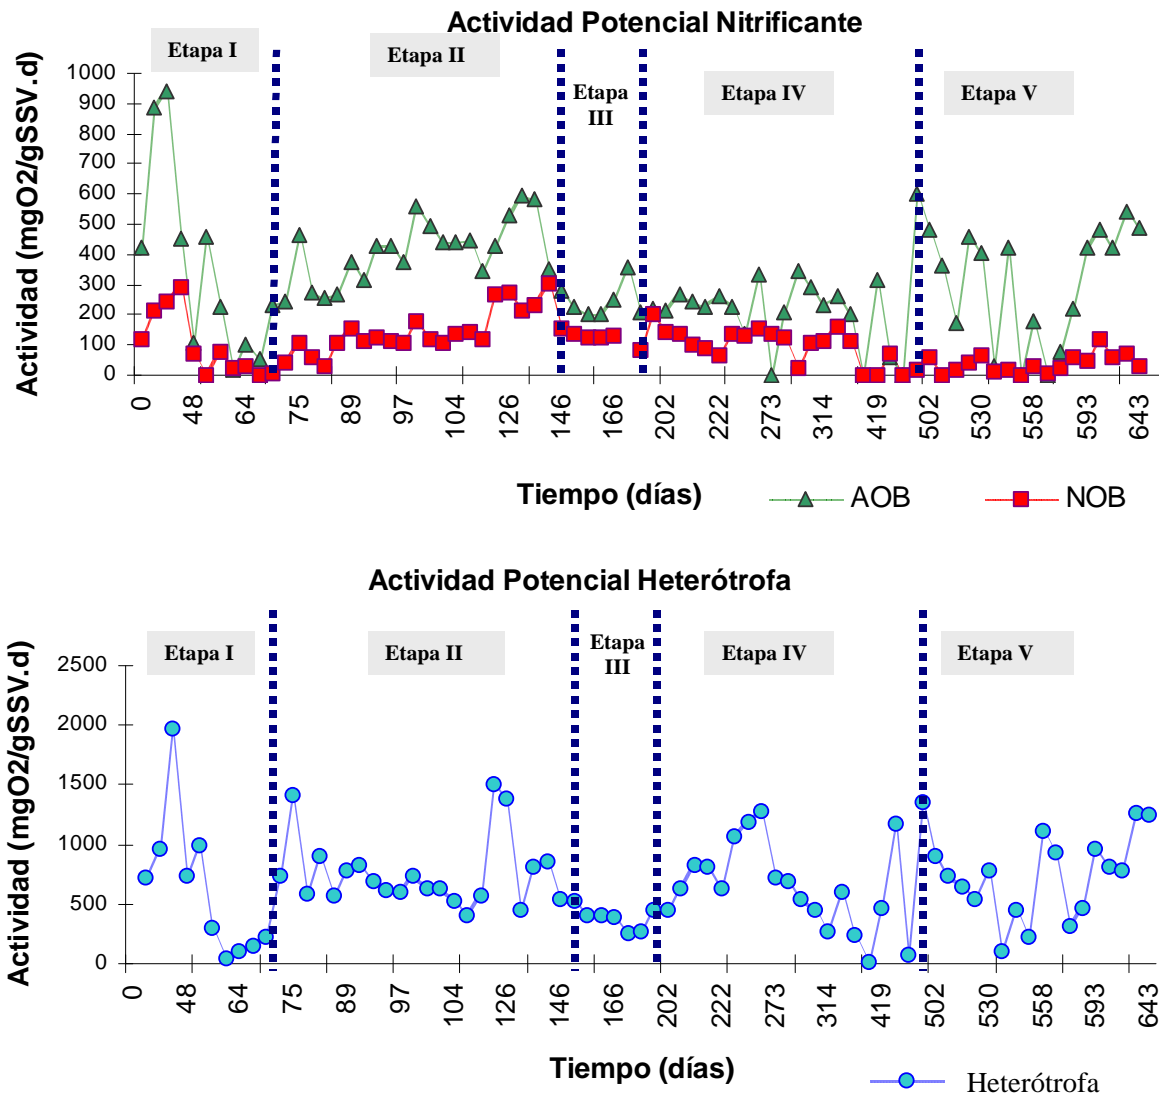 Actividad Potencial Nitrificante
Etapa I
Etapa II
Etapa
III
Etapa IV
Etapa V
Actividad (mgO2/gSSV.d)
1000
900
800
700
600
500
400
300
200
100
0
0 48 64 75 89 97 104 126 146 166 202 222 273 314 419 502 530 558 593 643
Tiempo (días)
AOB
NOB
Actividad Potencial Heterótrofa
Etapa I
Etapa II
Etapa
III
Etapa IV
Etapa V
Actividad (mgO2/gSSV.d)
2500
2000
1500
1000
500
0
0 48 64 75 89 97 104 126 146 166 202 222 273 314 419 502 530 558 593 643
Tiempo (días)
Heterótrofa